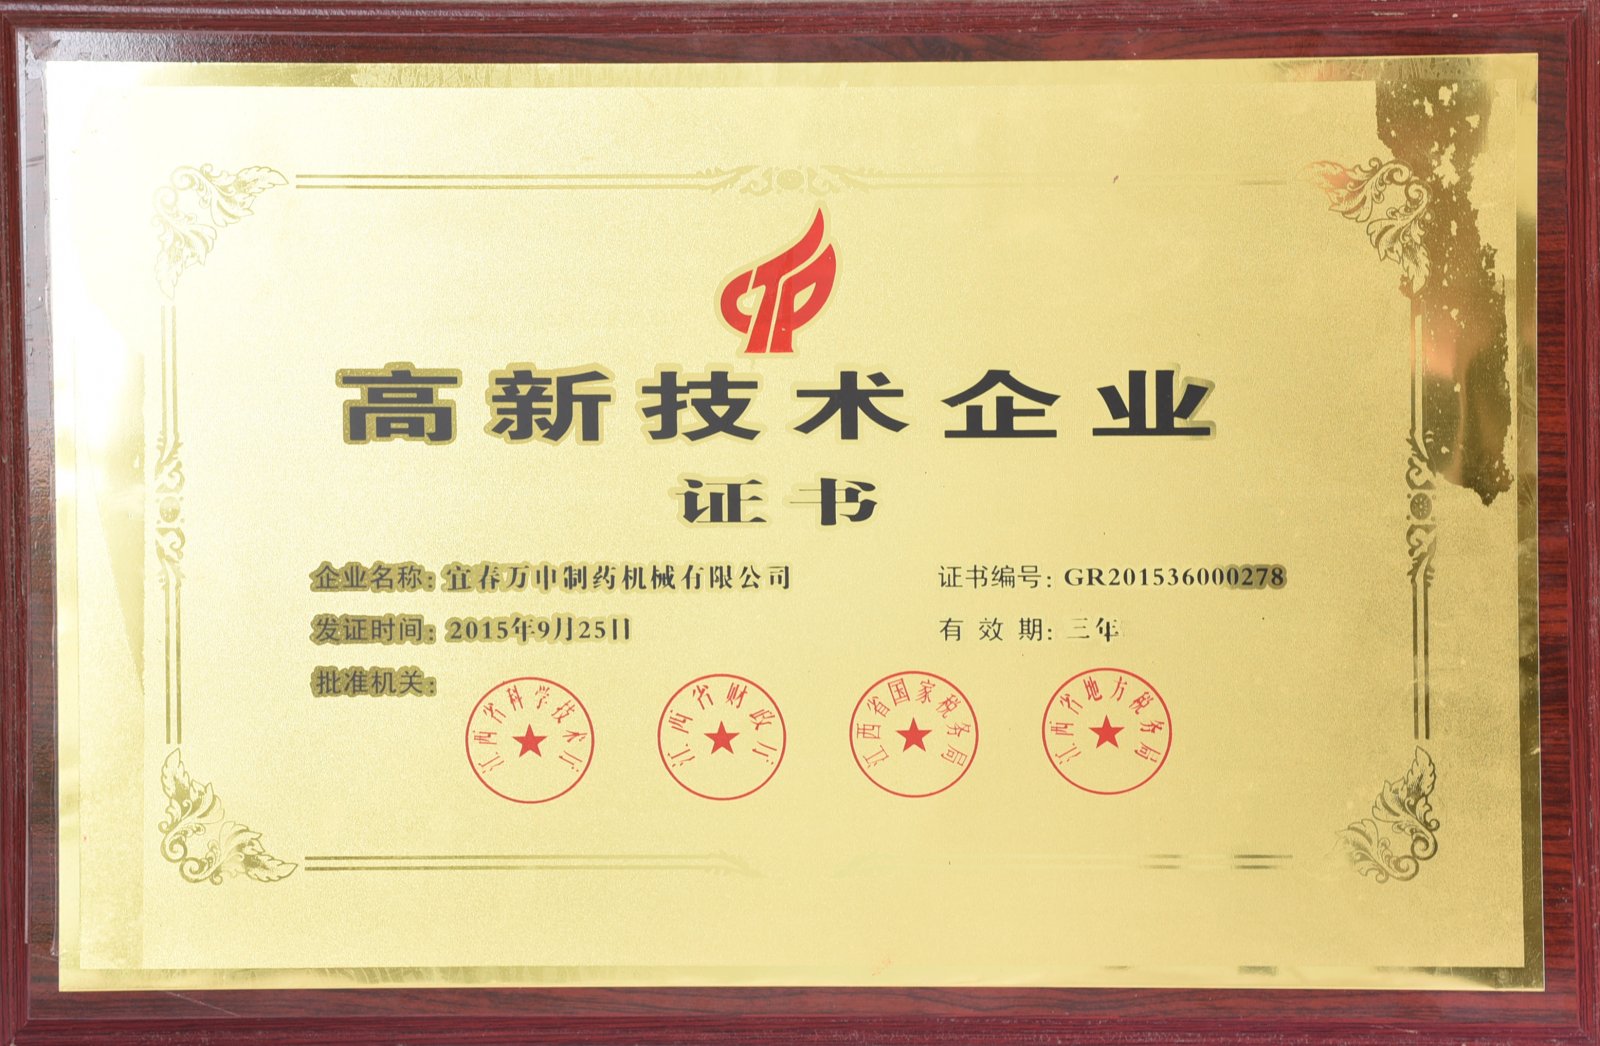 高新技术企业
证书
企业名称：宜春万申制药机械有限公司
证书编号：GR201536000278
发证时间：2015年9月25日
有效期：三年
批准机关：
江西省科学技术厅
江西省财政厅
江西省国家税务局
江西省地方税务局